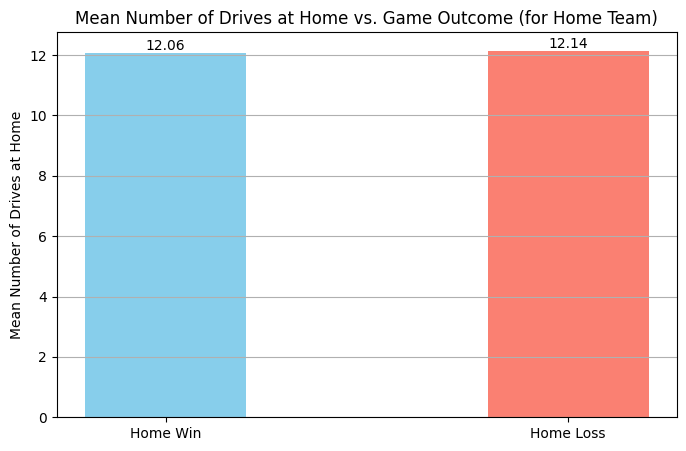 Mean Number of Drives at Home vs. Game Outcome (for Home Team)
12.06
12.14
Mean Number of Drives at Home
12
10
8
6
4
2
0
Home Win
Home Loss